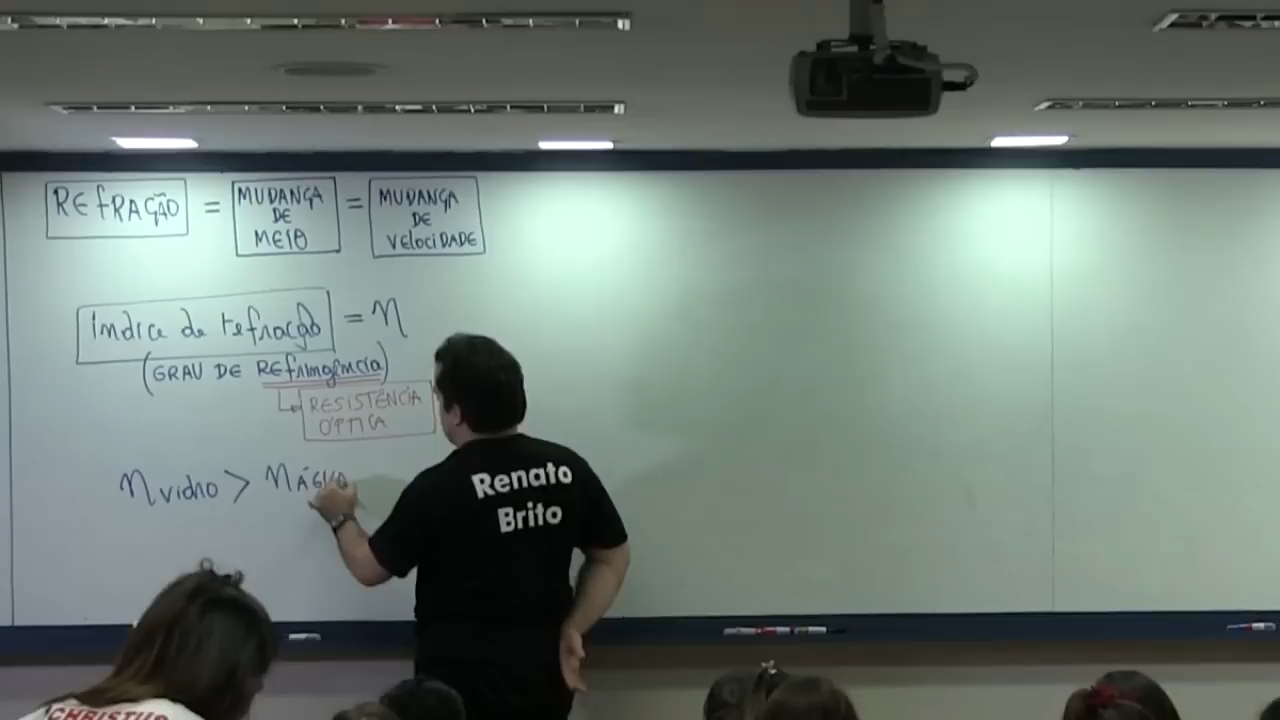 REFRAÇÃO = MUDANÇA DE MEIO = MUDANÇA DE VELOCIDADE
Índice de refração = n
(GRAU DE REfringência)
RESISTÊNCIA
ÓPTICA
n vidro > n ÁGUA
Renato
Brito
CHRISTUS